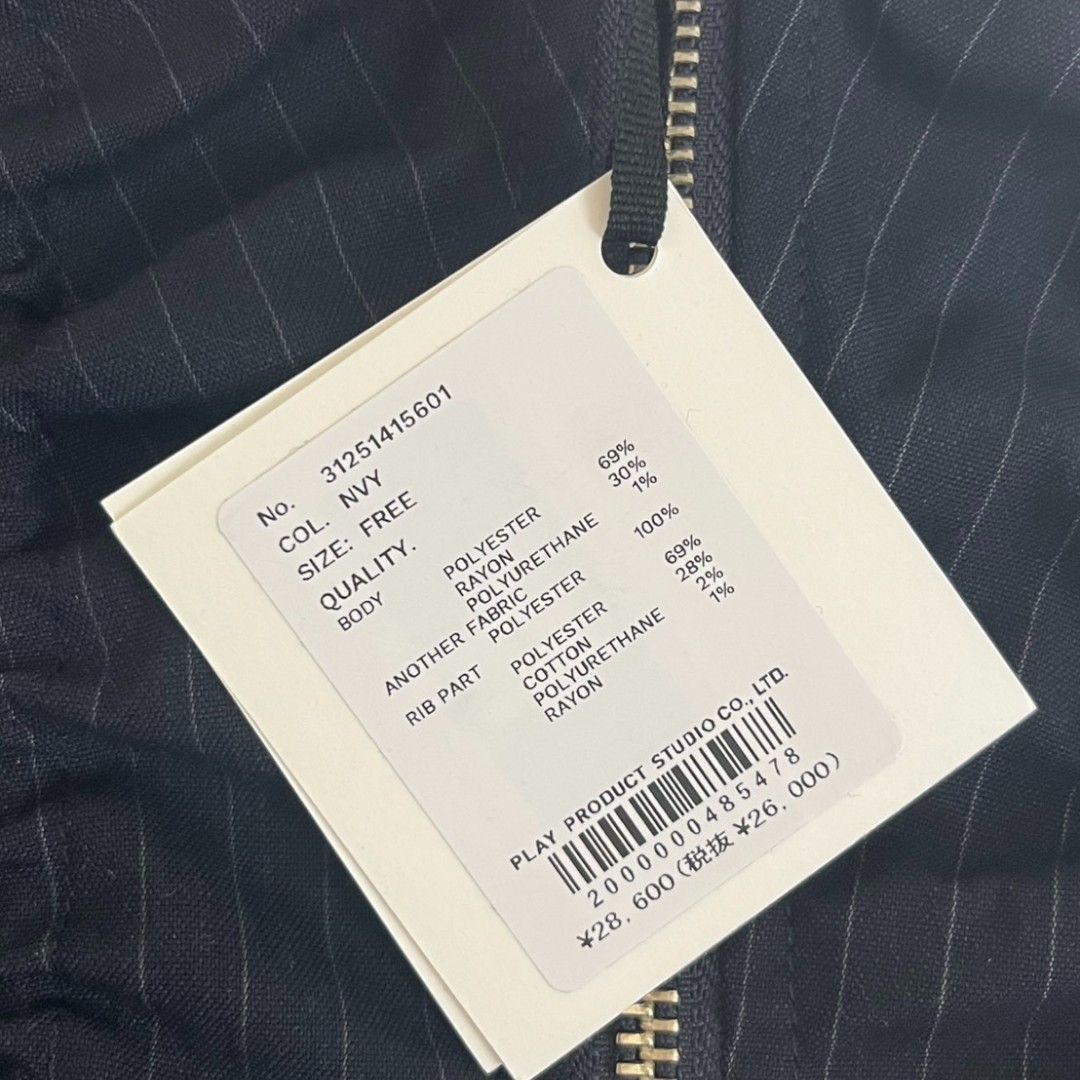 No. 31251415601
COL. NVY
SIZE: FREE
QUALITY.
BODY POLYESTER 69%
RAYON 30%
POLYURETHANE 1%
ANOTHER FABRIC
POLYESTER 100%
RIB PART POLYESTER 69%
COTTON 28%
POLYURETHANE 2%
RAYON 1%
PLAY PRODUCT STUDIO CO., LTD.
2000000485478
¥28,600(税抜¥26,000)